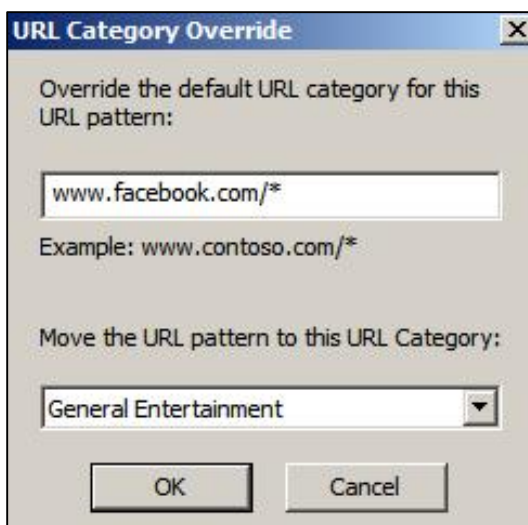 URL Category Override
Override the default URL category for this
URL pattern:
www.facebook.com/*
Example: www.contoso.com/*
Move the URL pattern to this URL Category:
General Entertainment
OK Cancel